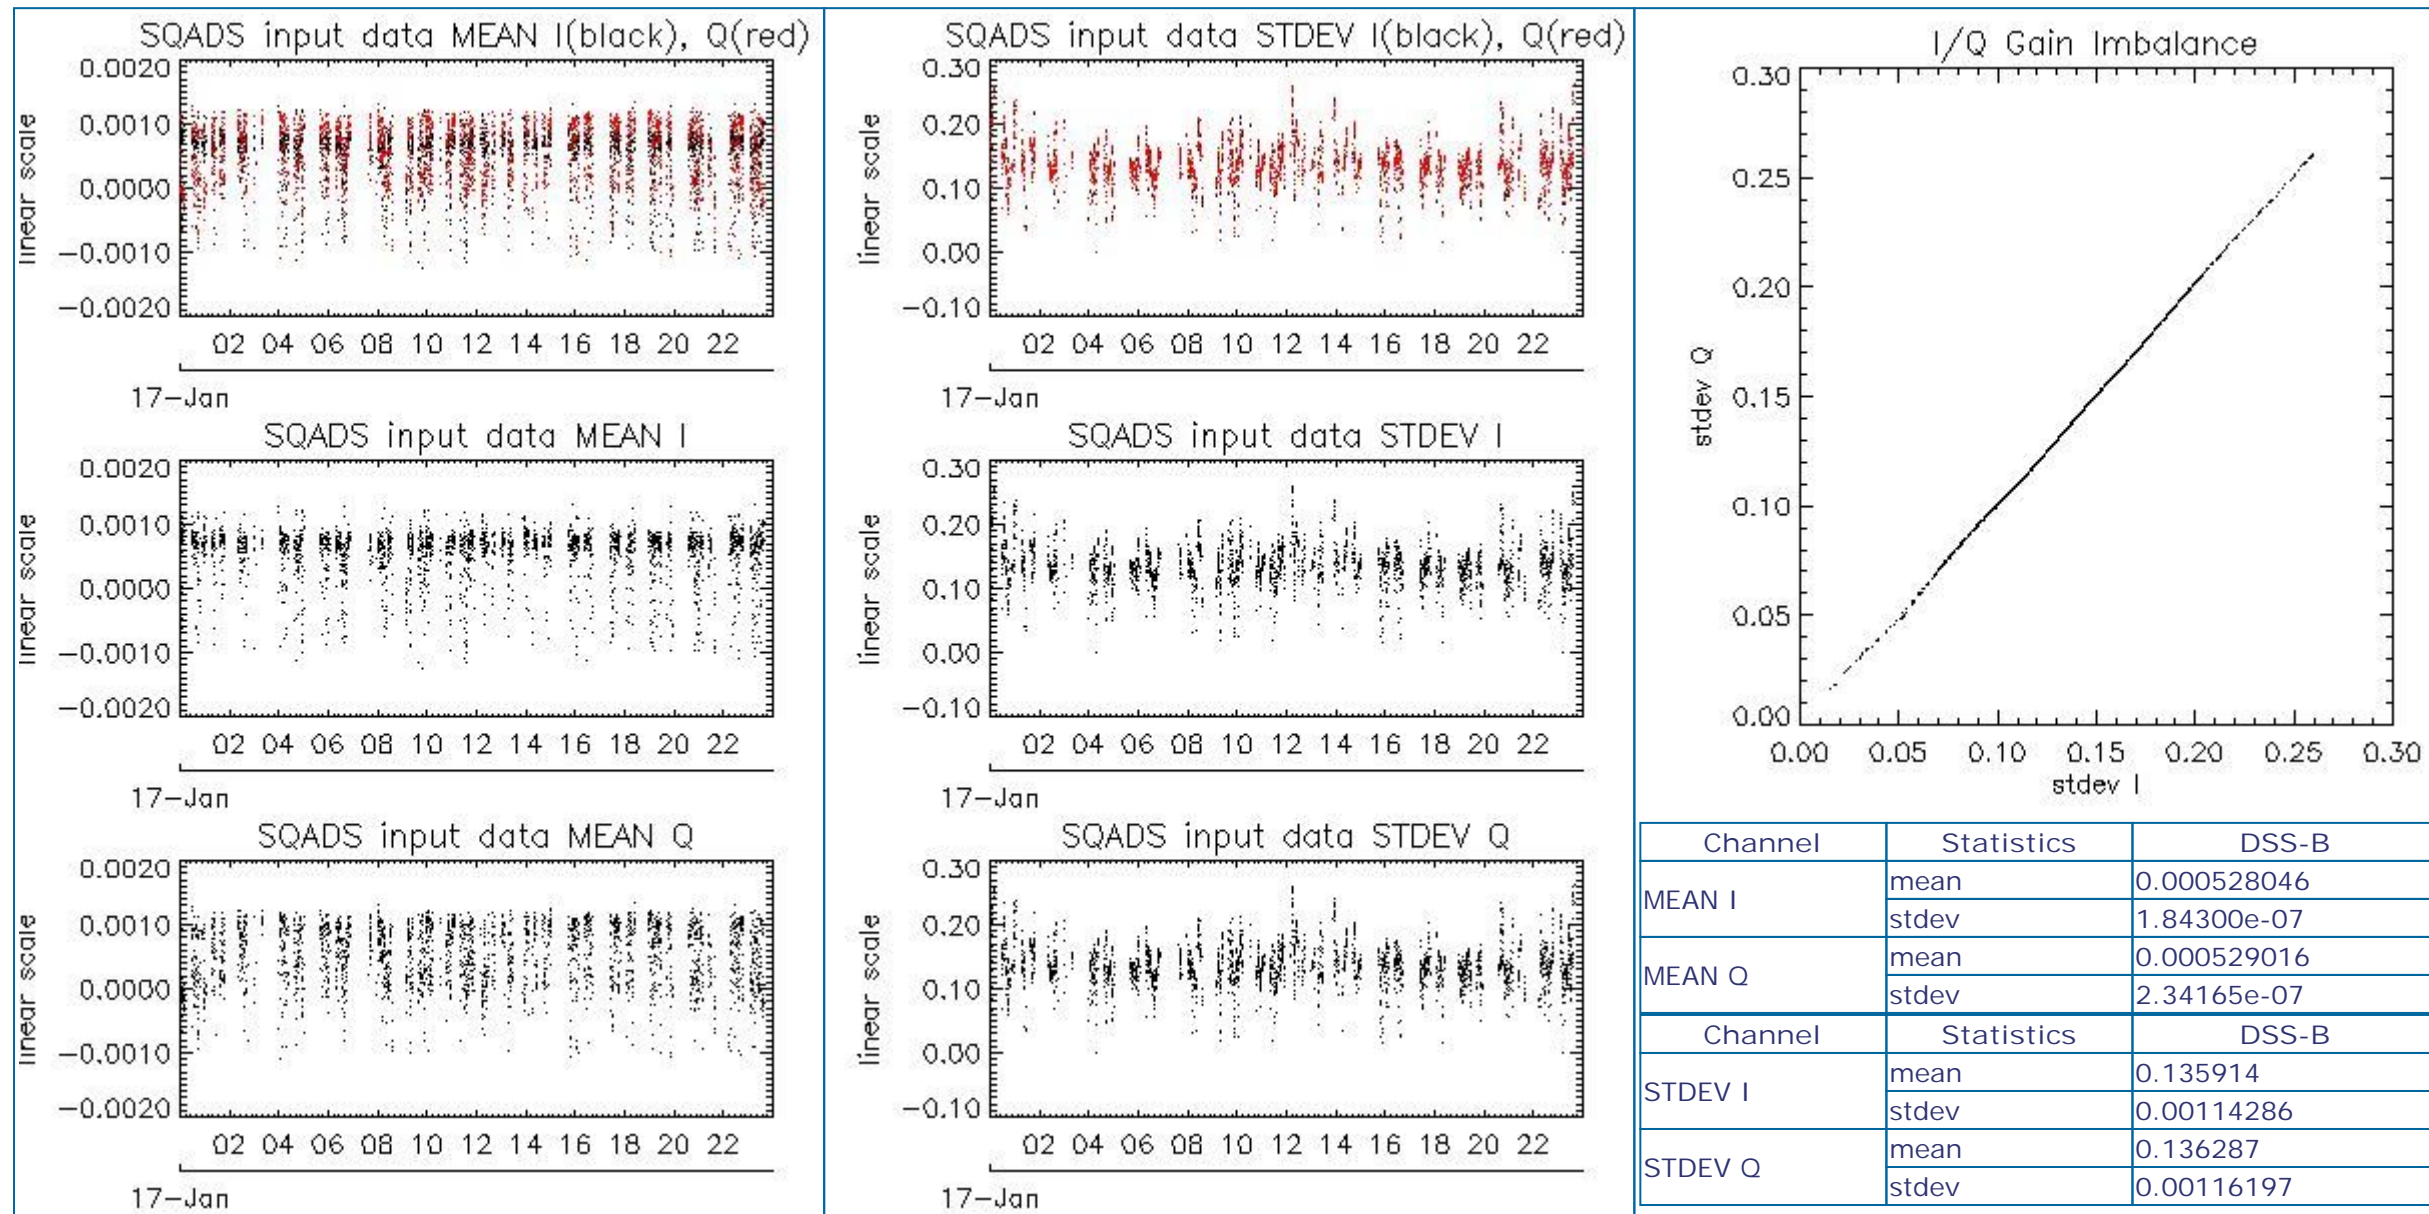 SQADS input data MEAN I(black), Q(red)
linear scale
0.0020
0.0010
0.0000
−0.0010
−0.0020
02 04 06 08 10 12 14 16 18 20 22
17−Jan
SQADS input data MEAN I
linear scale
0.0020
0.0010
0.0000
−0.0010
−0.0020
02 04 06 08 10 12 14 16 18 20 22
17−Jan
SQADS input data MEAN Q
linear scale
0.0020
0.0010
0.0000
−0.0010
−0.0020
02 04 06 08 10 12 14 16 18 20 22
17−Jan
SQADS input data STDEV I(black), Q(red)
linear scale
0.30
0.20
0.10
0.00
−0.10
02 04 06 08 10 12 14 16 18 20 22
17−Jan
SQADS input data STDEV I
linear scale
0.30
0.20
0.10
0.00
−0.10
02 04 06 08 10 12 14 16 18 20 22
17−Jan
SQADS input data STDEV Q
linear scale
0.30
0.20
0.10
0.00
−0.10
02 04 06 08 10 12 14 16 18 20 22
17−Jan
I/Q Gain Imbalance
stdev Q
0.30
0.25
0.20
0.15
0.10
0.05
0.00
0.00 0.05 0.10 0.15 0.20 0.25 0.30
stdev I
Channel Statistics DSS-B
MEAN I mean 0.000528046
stdev 1.84300e-07
MEAN Q mean 0.000529016
stdev 2.34165e-07
Channel Statistics DSS-B
STDEV I mean 0.135914
stdev 0.00114286
STDEV Q mean 0.136287
stdev 0.00116197